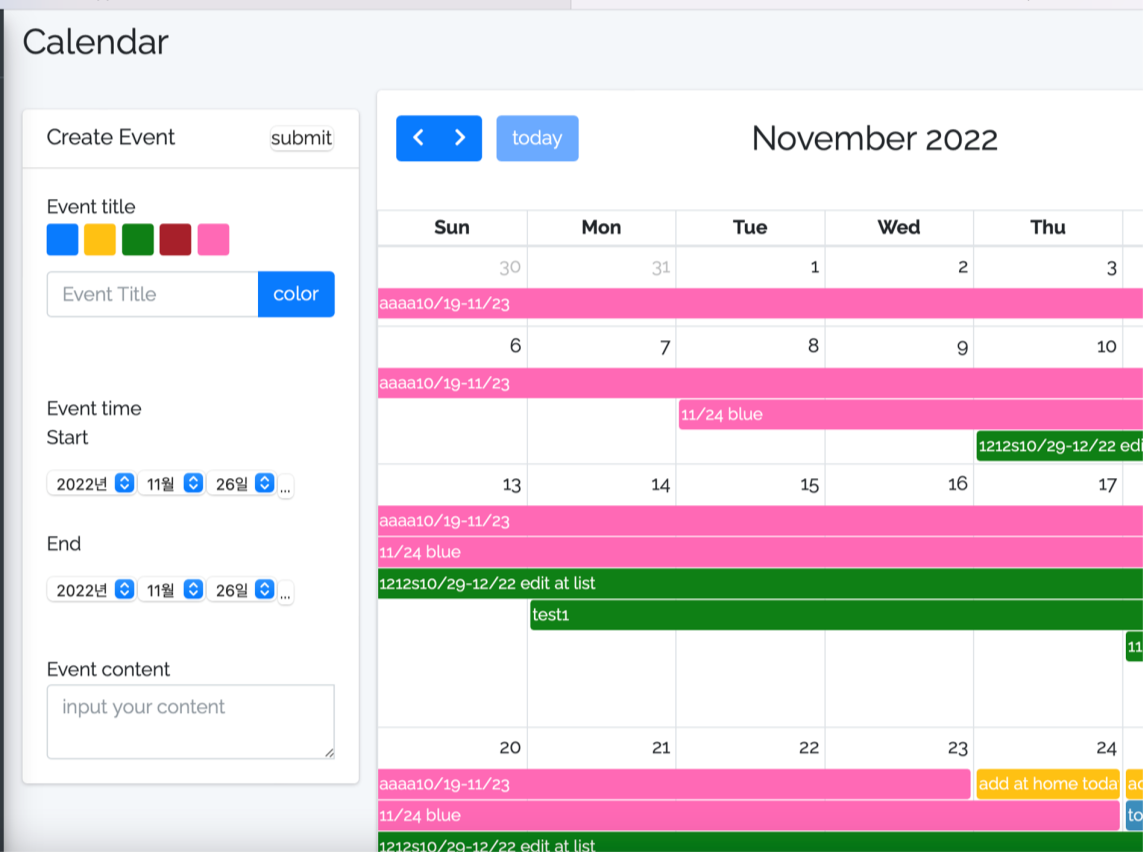 Calendar
Create Event submit
Event title
Event Title color
Event time
Start
2022년 11월 26일 ...
End
2022년 11월 26일 ...
Event content
input your content
today
November 2022
Sun Mon Tue Wed Thu
30 31 1 2 3
aaaa10/19-11/23
6 7 8 9 10
aaaa10/19-11/23
11/24 blue
1212s10/29-12/22 edi
13 14 15 16 17
aaaa10/19-11/23
11/24 blue
1212s10/29-12/22 edit at list
test1
11
20 21 22 23 24
aaaa10/19-11/23 add at home toda ad
11/24 blue to
1212s10/29-12/22 edit at list